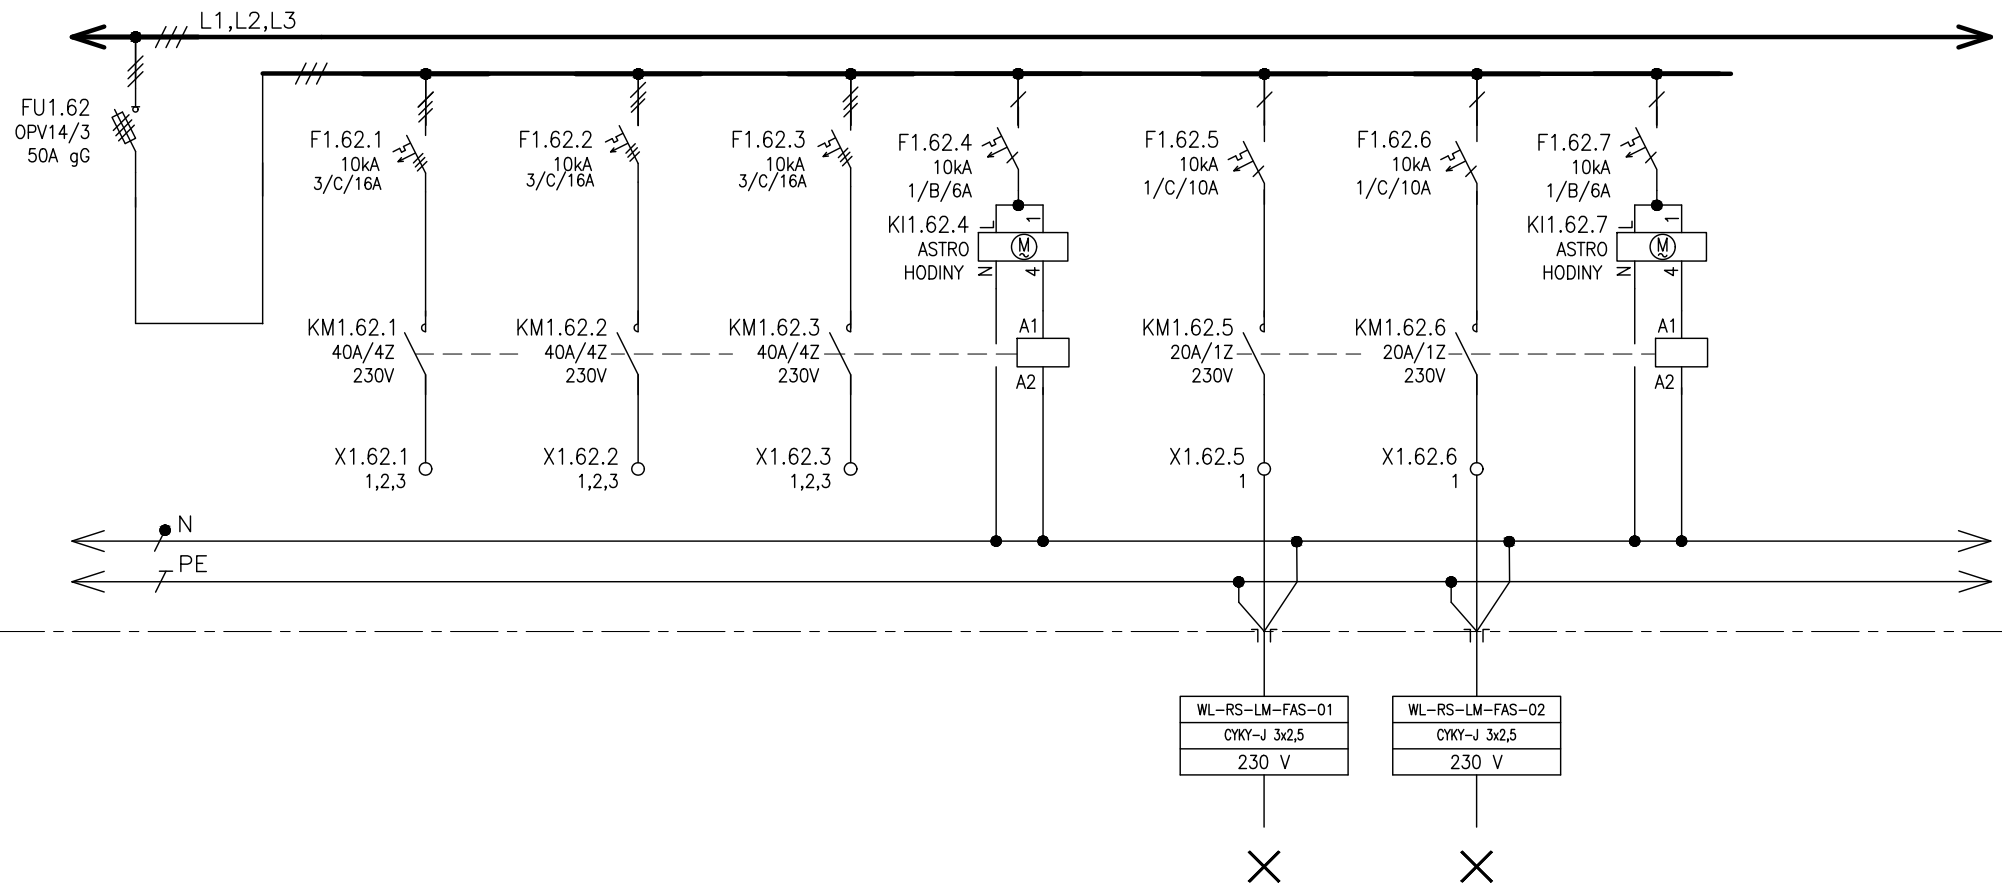 L1,L2,L3
FU1.62
OPV14/3
50A gG
F1.62.1
10kA
3/C/16A
F1.62.2
10kA
3/C/16A
F1.62.3
10kA
3/C/16A
F1.62.4
10kA
1/B/6A
F1.62.5
10kA
1/C/10A
F1.62.6
10kA
1/C/10A
F1.62.7
10kA
1/B/6A
KI1.62.4
ASTRO
HODINY
L
1
M
N
4
KI1.62.7
ASTRO
HODINY
L
1
M
N
4
KM1.62.1
40A/4Z
230V
KM1.62.2
40A/4Z
230V
KM1.62.3
40A/4Z
230V
A1
A2
KM1.62.5
20A/1Z
230V
KM1.62.6
20A/1Z
230V
A1
A2
X1.62.1
1,2,3
X1.62.2
1,2,3
X1.62.3
1,2,3
X1.62.5
1
X1.62.6
1
N
PE
WL-RS-LM-FAS-01
CYKY-J 3x2,5
230 V
WL-RS-LM-FAS-02
CYKY-J 3x2,5
230 V